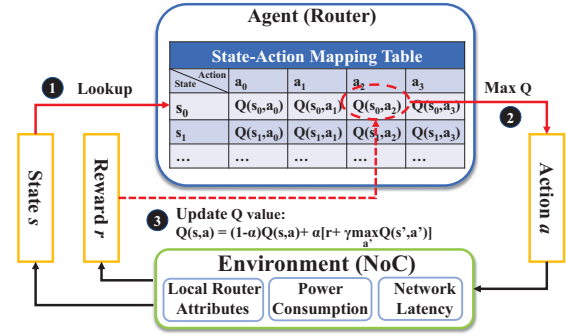 Agent (Router)
State-Action Mapping Table
Action
State
a0 a1 a2 a3
s0 Q(s0,a0) Q(s0,a1) Q(s0,a2) Q(s0,a3)
s1 Q(s1,a0) Q(s1,a1) Q(s1,a2) Q(s1,a3)
... ... ... ... ...
1 Lookup
Max Q
2
State s
Reward r
Action a
3 Update Q value:
Q(s,a) = (1-α)Q(s,a)+ α[r+ γmaxQ(s',a')]
a'
Environment (NoC)
Local Router
Attributes
Power
Consumption
Network
Latency